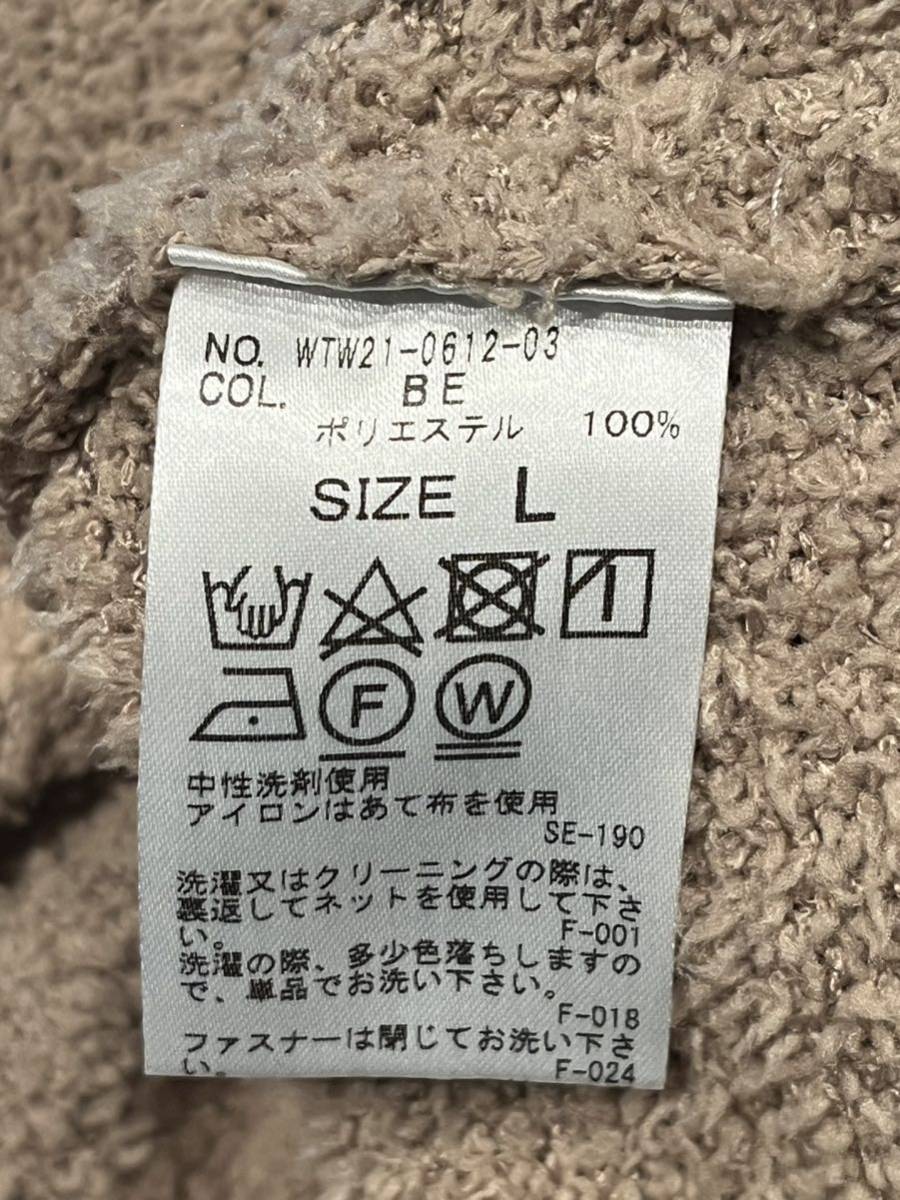 NO. WTW21-0612-03
COL. BE
ポリエステル 100%
SIZE L
F W
中性洗剤使用
アイロンはあて布を使用
SE-190
洗濯又はクリーニングの際は、
裏返してネットを使用して下さ
い。 F-001
洗濯の際、多少色落ちしますの
で、単品でお洗い下さい。
F-018
ファスナーは閉じてお洗い下さ
い。 F-024